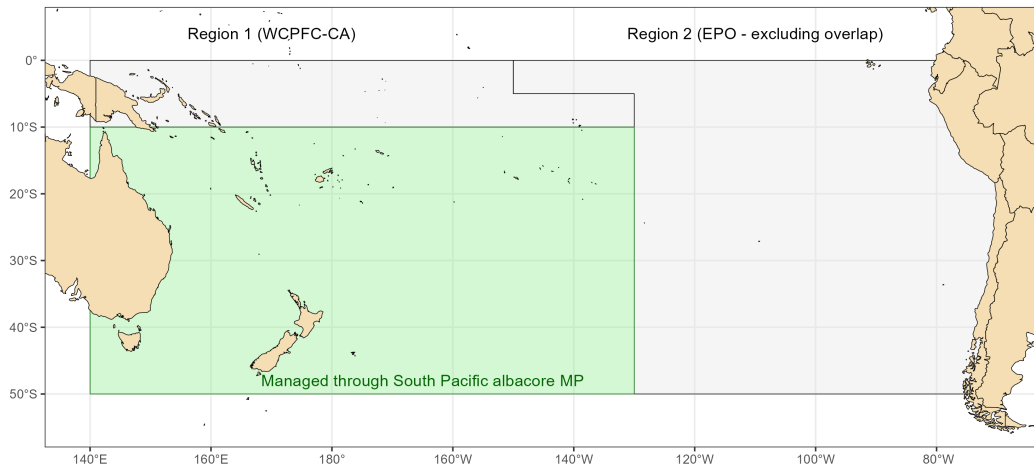 Region 1 (WCPFC-CA)
Region 2 (EPO - excluding overlap)
0°
10°S
20°S
30°S
40°S
50°S
Managed through South Pacific albacore MP
140°E
160°E
180°
160°W
140°W
120°W
100°W
80°W